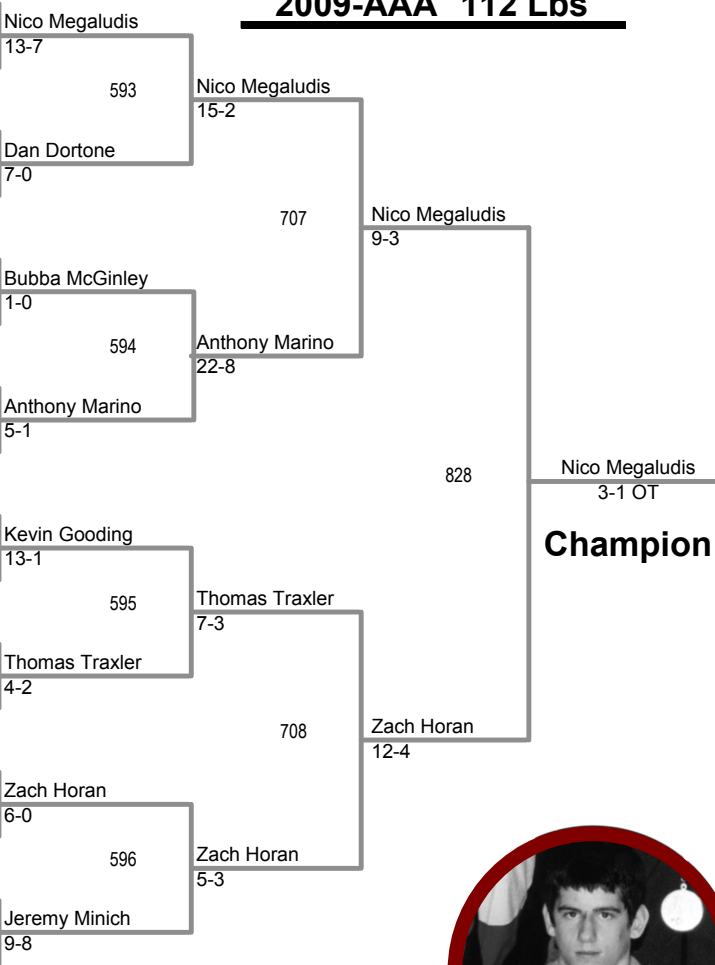 2009-AAA 112 Lbs
Nico Megaludis
13-7
593
Nico Megaludis
15-2
Dan Dortone
7-0
707
Nico Megaludis
9-3
Bubba McGinley
1-0
594
Anthony Marino
22-8
Anthony Marino
5-1
828
Nico Megaludis
3-1 OT
Champion
Kevin Gooding
13-1
595
Thomas Traxler
7-3
Thomas Traxler
4-2
708
Zach Horan
12-4
Zach Horan
6-0
596
Zach Horan
5-3
Jeremy Minich
9-8